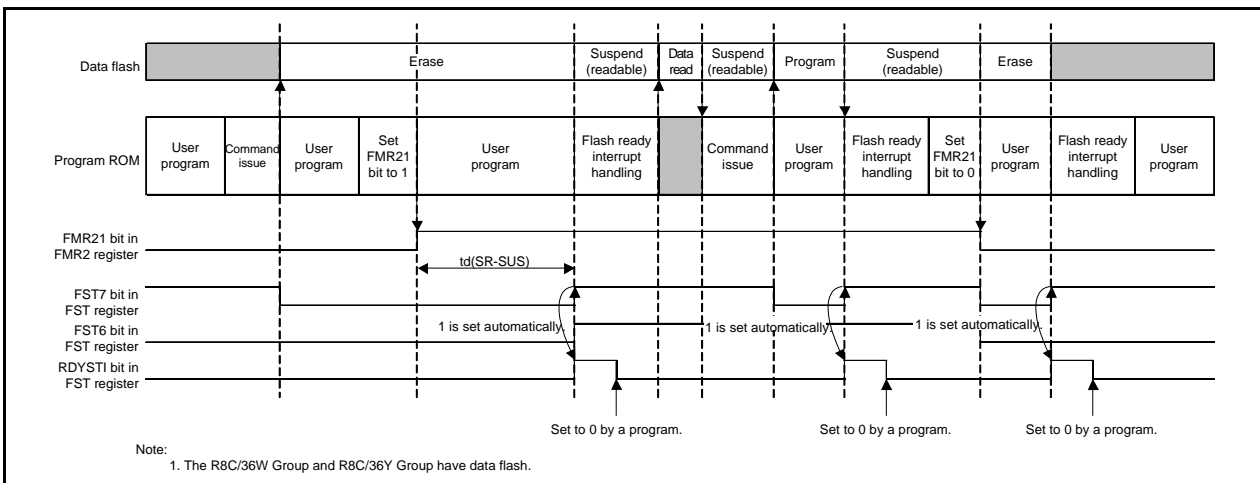 Data flash
Erase
Suspend
(readable)
Data
read
Suspend
(readable)
Program
Suspend
(readable)
Erase
Program ROM
User
program
Command
issue
User
program
Set
FMR21
bit to 1
User
program
Flash ready
interrupt
handling
Command
issue
User
program
Flash ready
interrupt
handling
Set
FMR21
bit to 0
User
program
Flash ready
interrupt
handling
User
program
FMR21 bit in
FMR2 register
td(SR-SUS)
FST7 bit in
FST register
1 is set automatically.
1 is set automatically.
1 is set automatically.
FST6 bit in
FST register
RDYSTI bit in
FST register
Set to 0 by a program.
Set to 0 by a program.
Set to 0 by a program.
Note:
1. The R8C/36W Group and R8C/36Y Group have data flash.